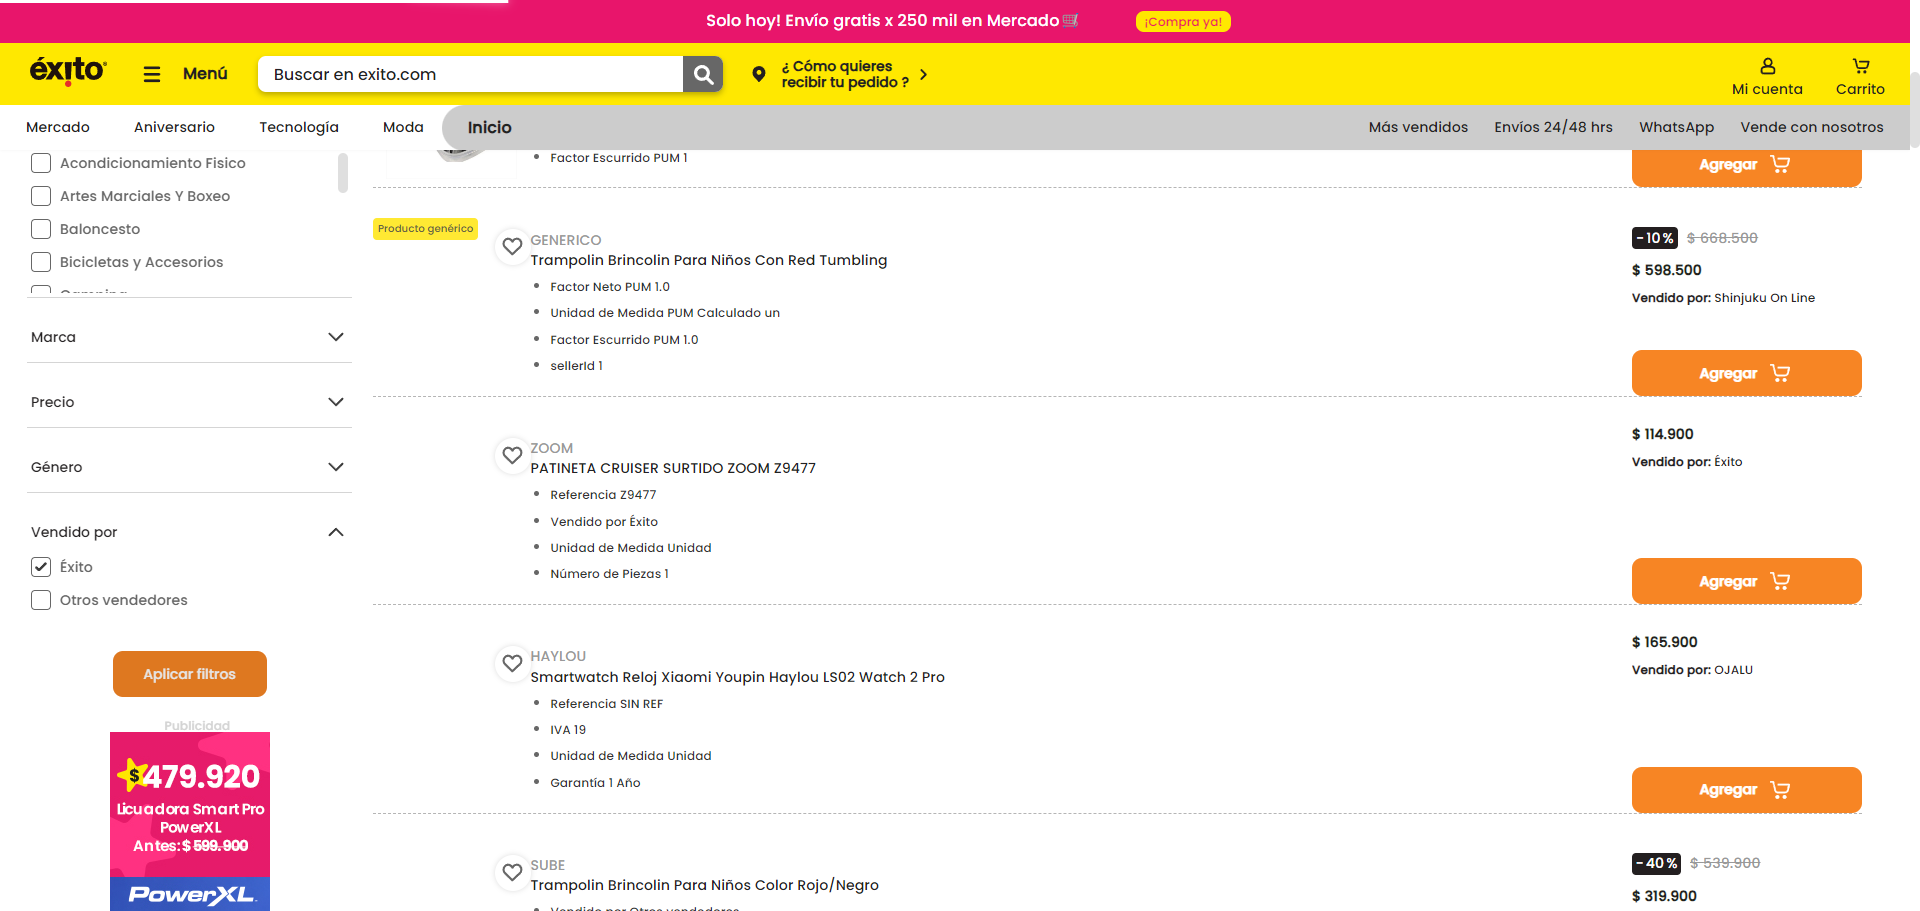 Solo hoy! Envío gratis x 250 mil en Mercado
¡Compra ya!
éxito
Menú
Buscar en exito.com
¿ Cómo quieres
recibir tu pedido ?
Mi cuenta
Carrito
Mercado
Aniversario
Tecnología
Moda
Inicio
Más vendidos
Envíos 24/48 hrs
WhatsApp
Vende con nosotros
Acondicionamiento Fisico
Artes Marciales Y Boxeo
Baloncesto
Bicicletas y Accesorios
Marca
Precio
Género
Vendido por
Éxito
Otros vendedores
Aplicar filtros
Publicidad
$479.920
Licuadora Smart Pro
PowerXL
Antes: $ 599.900
PowerXL
Factor Escurrido PUM 1
Agregar
Producto genérico
GENERICO
Trampolin Brincolin Para Niños Con Red Tumbling
Factor Neto PUM 1.0
Unidad de Medida PUM Calculado un
Factor Escurrido PUM 1.0
sellerId 1
-10% $ 668.500
$ 598.500
Vendido por: Shinjuku On Line
Agregar
ZOOM
PATINETA CRUISER SURTIDO ZOOM Z9477
Referencia Z9477
Vendido por Éxito
Unidad de Medida Unidad
Número de Piezas 1
$ 114.900
Vendido por: Éxito
Agregar
HAYLOU
Smartwatch Reloj Xiaomi Youpin Haylou LS02 Watch 2 Pro
Referencia SIN REF
IVA 19
Unidad de Medida Unidad
Garantía 1 Año
$ 165.900
Vendido por: OJALU
Agregar
SUBE
Trampolin Brincolin Para Niños Color Rojo/Negro
Vendido por Otros vendedores
-40% $ 539.900
$ 319.900